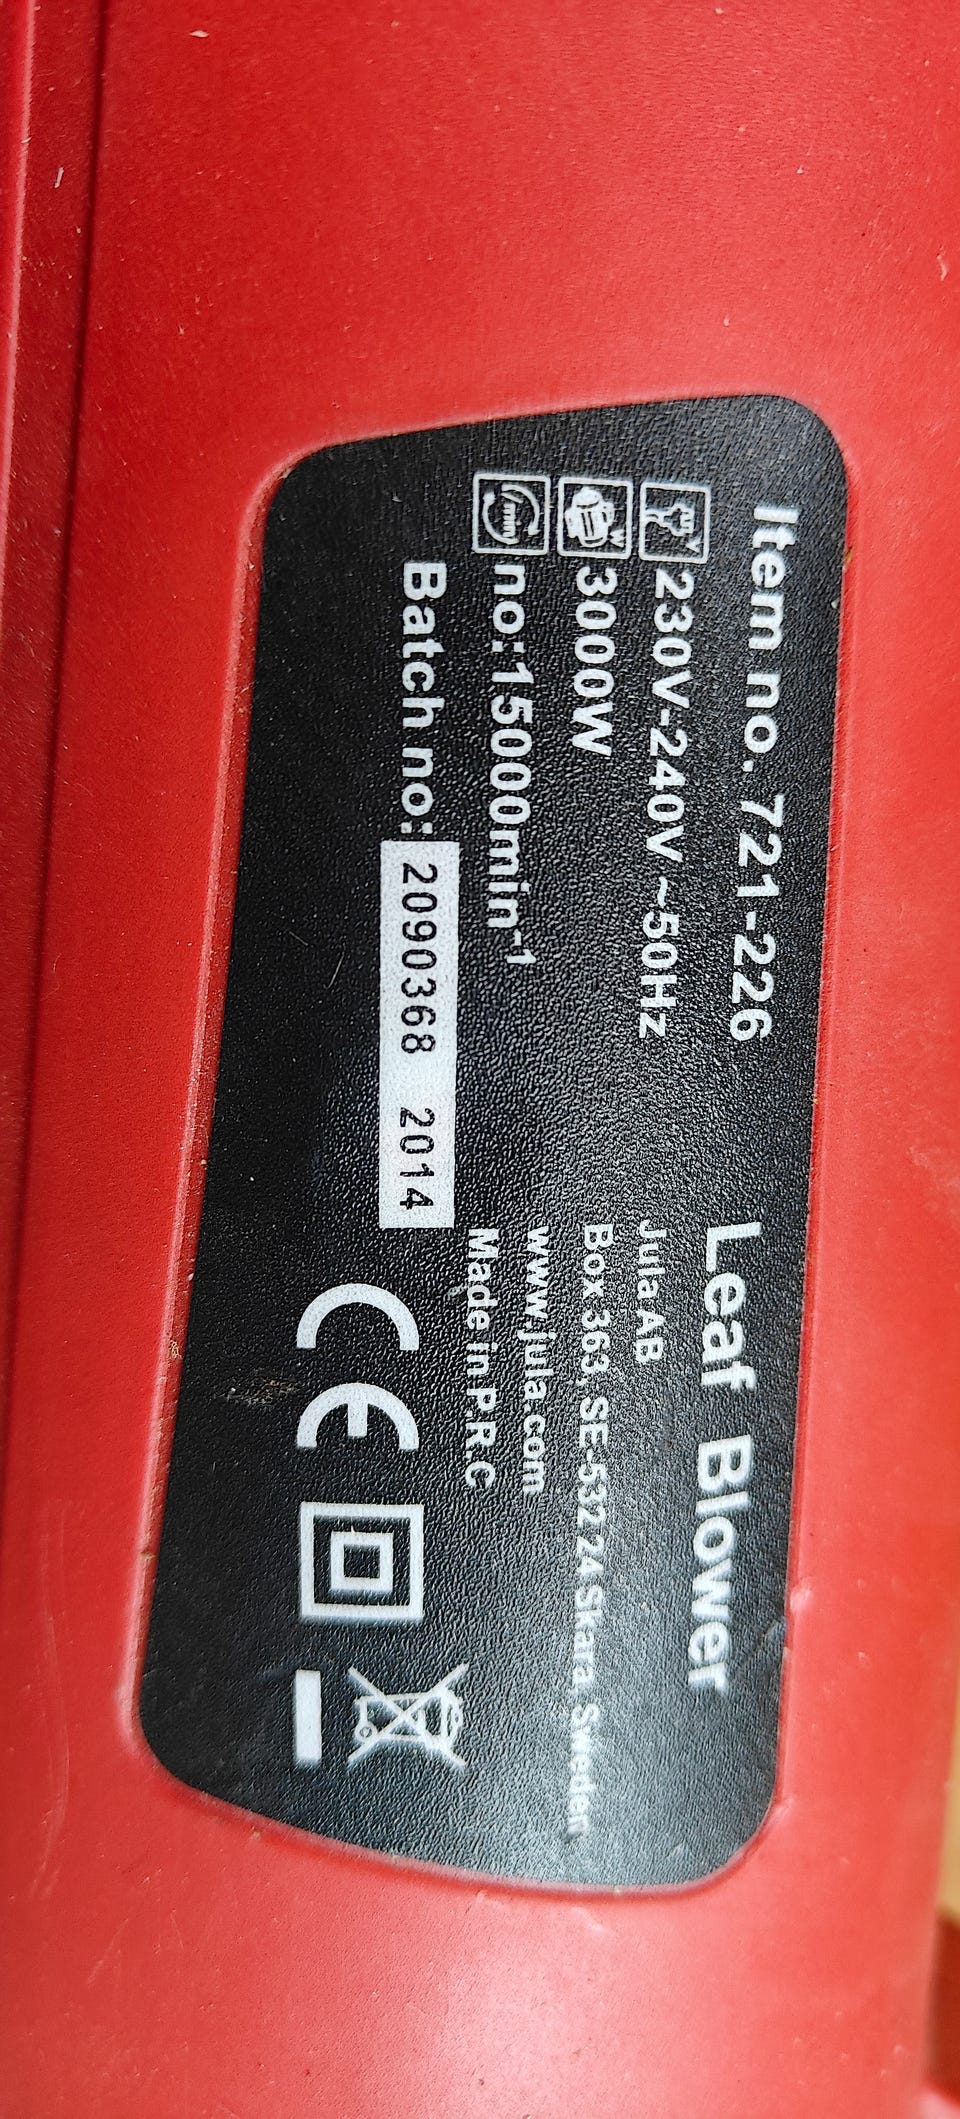 Item no. 721-226
230V-240V ~50Hz
3000W
no:15000min⁻¹
Batch no: 2090368 2014
Leaf Blower
Jula AB
Box 363, SE-532 24 Skara, Sweden
www.jula.com
Made in P.R.C
V
W
/min
CE